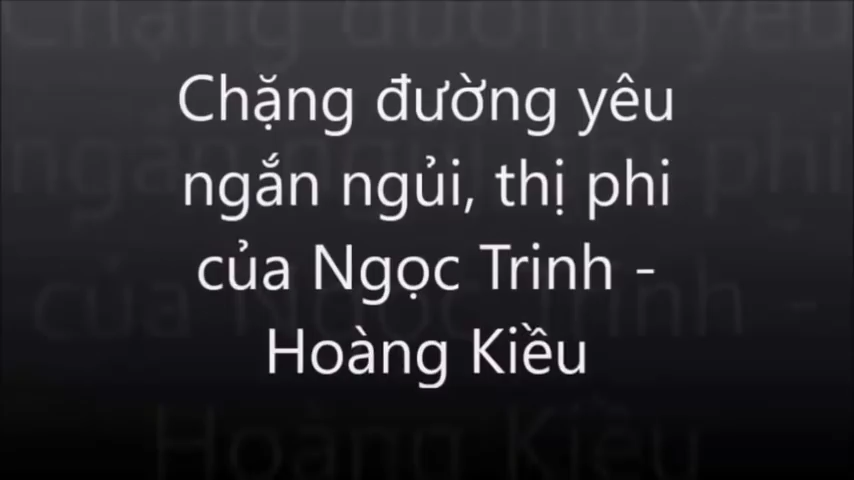 Chặng đường yêu
ngắn ngủi, thị phi
của Ngọc Trinh -
Hoàng Kiều